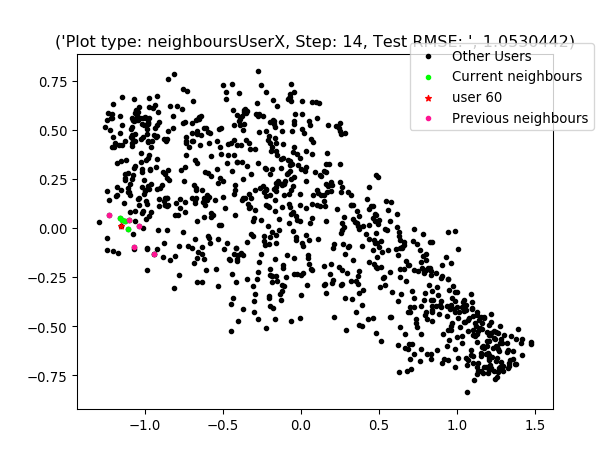 ('Plot type: neighboursUserX, Step: 14, Test RMSE: ', 1.0530442)
Other Users
Current neighbours
user 60
Previous neighbours
0.75
0.50
0.25
0.00
−0.25
−0.50
−0.75
−1.0 −0.5 0.0 0.5 1.0 1.5